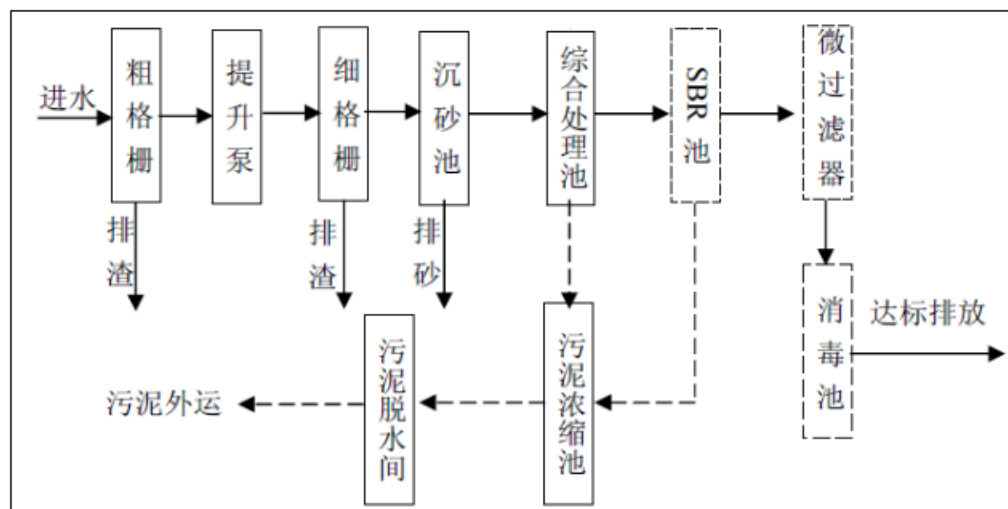 进水
粗格栅
提升泵
细格栅
沉砂池
综合处理池
SBR池
微过滤器
排渣
排渣
排砂
消毒池
达标排放
污泥外运
污泥脱水间
污泥浓缩池